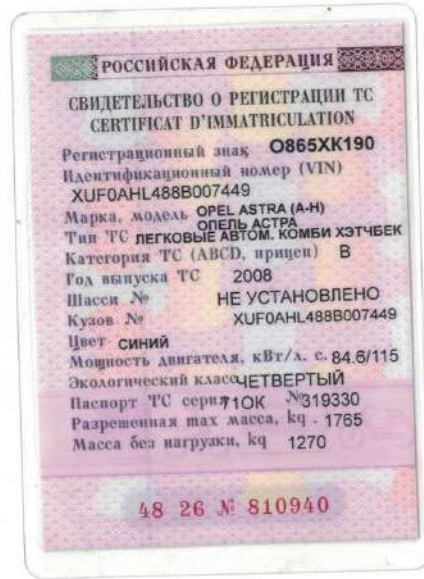 РОССИЙСКАЯ ФЕДЕРАЦИЯ
СВИДЕТЕЛЬСТВО О РЕГИСТРАЦИИ ТС
CERTIFICAT D'IMMATRICULATION
Регистрационный знак О865ХК190
Идентификационный номер (VIN)
XUF0AHL488B007449
Марка, модель OPEL ASTRA (A-H)
ОПЕЛЬ АСТРА
Тип ТС ЛЕГКОВЫЕ АВТОМ. КОМБИ ХЭТЧБЕК
Категория ТС (ABCD, прицеп) B
Год выпуска ТС 2008
Шасси № НЕ УСТАНОВЛЕНО
Кузов № XUF0AHL488B007449
Цвет СИНИЙ
Мощность двигателя, кВт/л. с. 84.6/115
Экологический класс ЧЕТВЕРТЫЙ
Паспорт ТС серия 71ОК №319330
Разрешенная max масса, kg . 1765
Масса без нагрузки, kg 1270
48 26 № 810940